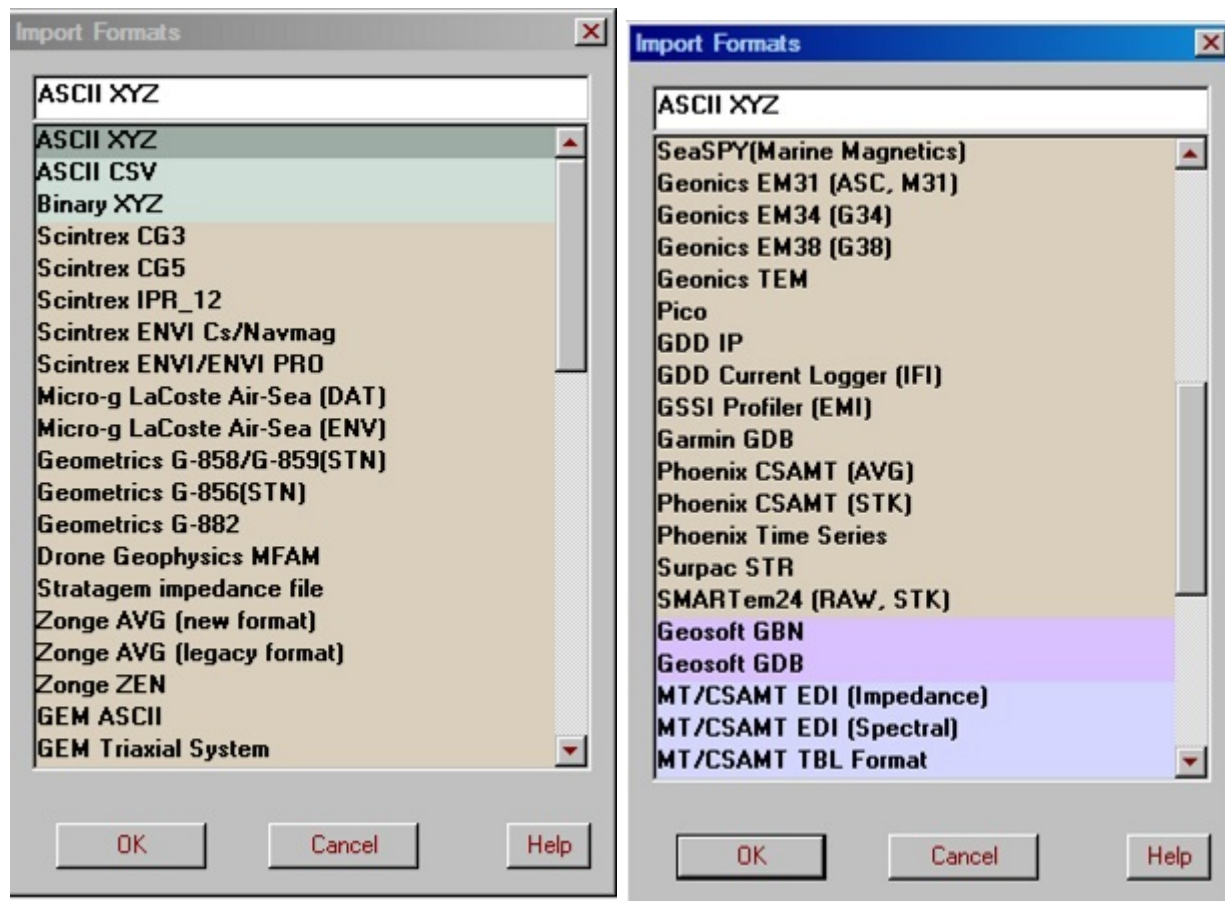 Import Formats
ASCII XYZ
ASCII XYZ
ASCII CSV
Binary XYZ
Scintrex CG3
Scintrex CG5
Scintrex IPR_12
Scintrex ENVI Cs/Navmag
Scintrex ENVI/ENVI PRO
Micro-g LaCoste Air-Sea (DAT)
Micro-g LaCoste Air-Sea (ENV)
Geometrics G-858/G-859(STN)
Geometrics G-856(STN)
Geometrics G-882
Drone Geophysics MFAM
Stratagem impedance file
Zonge AVG (new format)
Zonge AVG (legacy format)
Zonge ZEN
GEM ASCII
GEM Triaxial System
OK Cancel Help
Import Formats
ASCII XYZ
SeaSPY(Marine Magnetics)
Geonics EM31 (ASC, M31)
Geonics EM34 (G34)
Geonics EM38 (G38)
Geonics TEM
Pico
GDD IP
GDD Current Logger (IFI)
GSSI Profiler (EMI)
Garmin GDB
Phoenix CSAMT (AVG)
Phoenix CSAMT (STK)
Phoenix Time Series
Surpac STR
SMARTem24 (RAW, STK)
Geosoft GBN
Geosoft GDB
MT/CSAMT EDI (Impedance)
MT/CSAMT EDI (Spectral)
MT/CSAMT TBL Format
OK Cancel Help